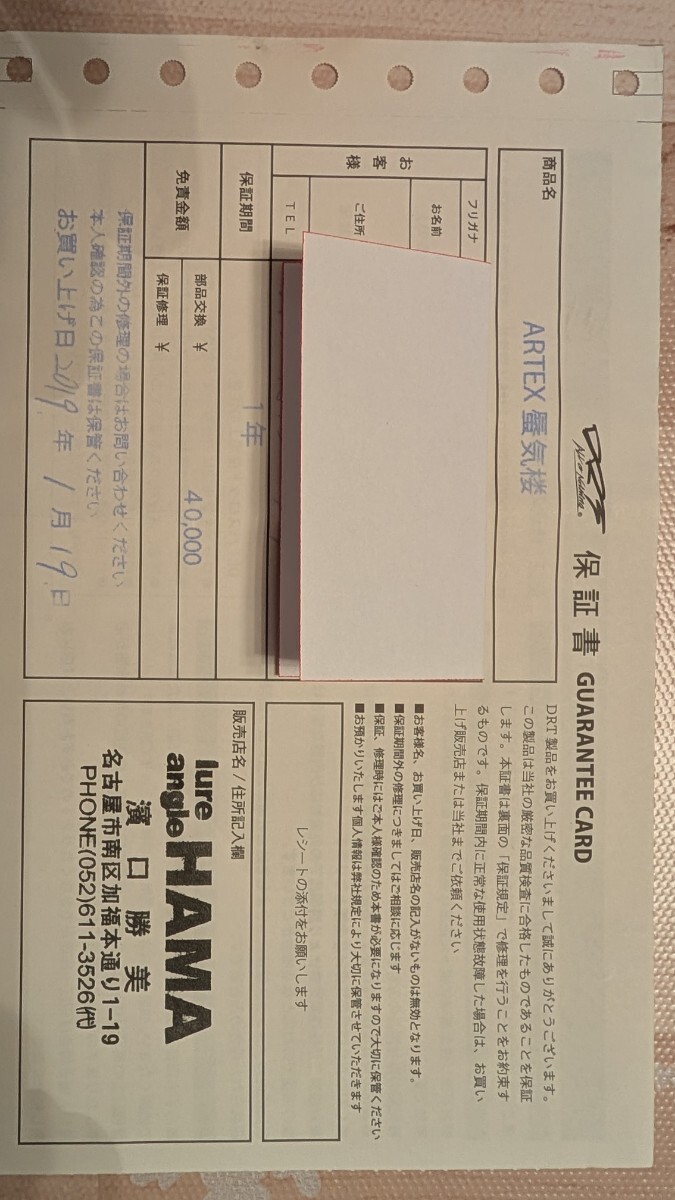 DRT
保証書 GUARANTEE CARD
商品名
ARTEX 蜃気楼
お客様
フリガナ
お名前
ご住所
TEL
保証期間
1年
免責金額
部品交換 ¥ 40,000
保証修理 ¥
保証期間外の修理の場合はお問い合わせください
本人確認の為この保証書は保管ください
お買い上げ日 2019年 1月 19日
DRT 製品をお買い上げくださいまして誠にありがとうございます。
この製品は当社の厳密な品質検査に合格したものであることを保証
します。本証書は裏面の「保証規定」で修理を行うことをお約束す
るものです。保証期間内に正常な使用状態故障した場合は、お買い
上げ販売店または当社までご依頼ください
■お客様名、お買い上げ日、販売店名の記入がないものは無効となります。
■保証期間外の修理につきましてはご相談に応じます
■保証、修理時にはご本人様確認のため本書が必要になりますので大切に保管ください
■お預かりいたします個人情報は弊社規定により大切に保管させていただきます
レシートの添付をお願いします
販売店名 / 住所記入欄
lure angle HAMA
濱口勝美
名古屋市南区加福本通り1-19
PHONE(052)611-3526(代)